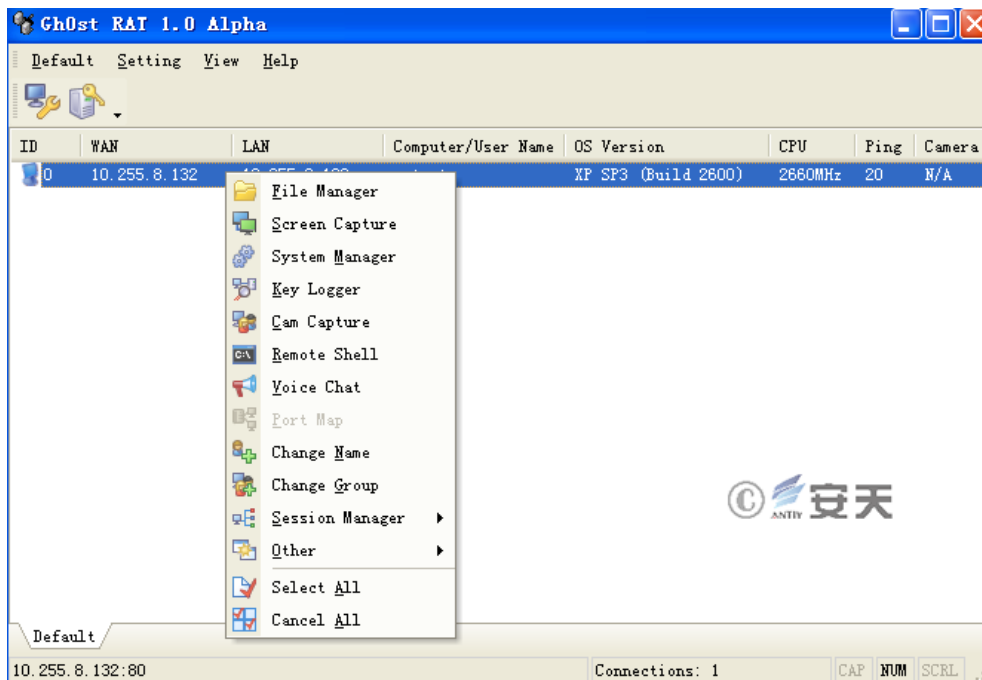 Gh0st RAT 1.0 Alpha
Default Setting View Help
ID WAN LAN Computer/User Name OS Version CPU Ping Camera
0 10.255.8.132 XP SP3 (Build 2600) 2660MHz 20 N/A
File Manager
Screen Capture
System Manager
Key Logger
Cam Capture
C:\
Remote Shell
Voice Chat
Port Map
Change Name
Change Group
Session Manager
Other
Select All
Cancel All
© ANTIY 安天
Default
10.255.8.132:80 Connections: 1 CAP NUM SCRL